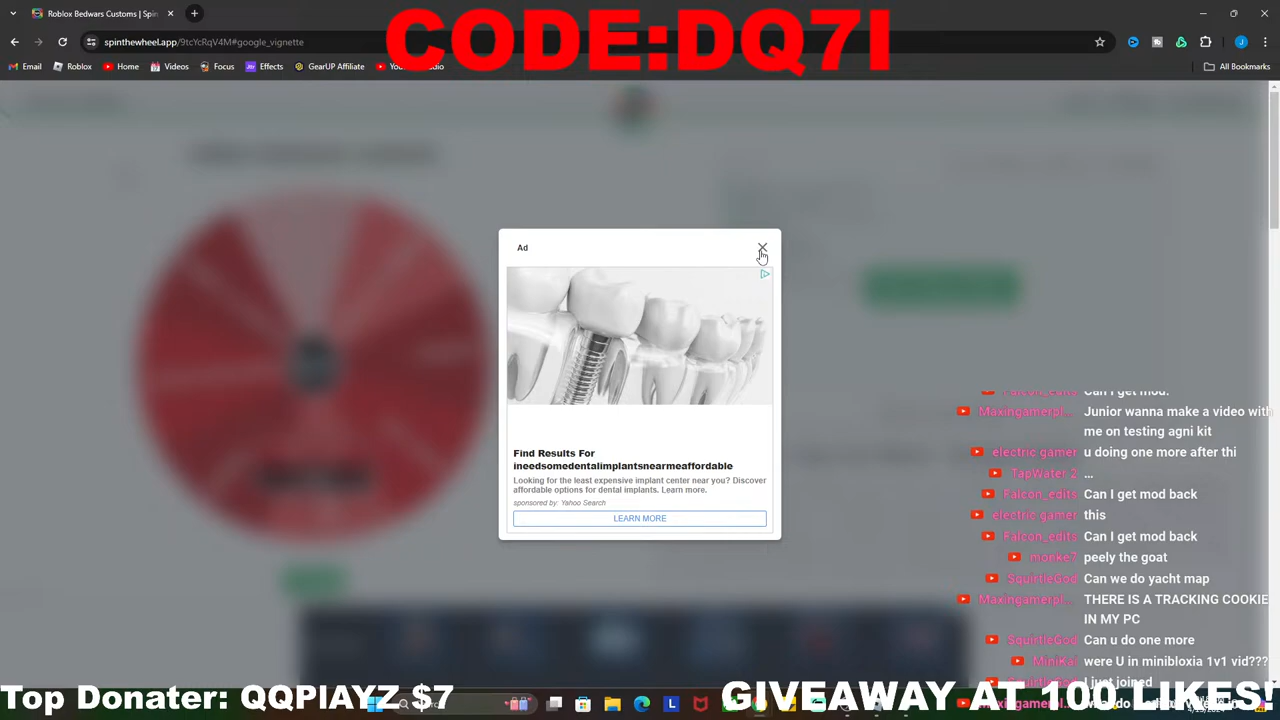 Roblox Bedwars Customs | Spin
CODE:DQ7I
spinthewheel.app/9tcYcRqV4M#google_vignette
Email
Roblox
Home
Videos
Focus
Effects
GearUP Affiliate
All Bookmarks
Ad
Find Results For
ineedsomedentalimplantsnearmeaffordable
Looking for the least expensive implant center near you? Discover
affordable options for dental implants. Learn more.
sponsored by: Yahoo Search
LEARN MORE
Falcon_edits Can I get mod.
Maxingamerpl... Junior wanna make a video with
me on testing agni kit
electric gamer u doing one more after thi
TapWater 2 ...
Falcon_edits Can I get mod back
electric gamer this
Falcon_edits Can I get mod back
monke7 peely the goat
SquirtleGod Can we do yacht map
Maxingamerpl... THERE IS A TRACKING COOKIE
IN MY PC
SquirtleGod Can u do one more
MiniKai were U in minibloxia 1v1 vid???
SquirtleGod I just joined
Top Donater: QQPIAYZ $7
GIVEAWAY AT 100 LIKES!